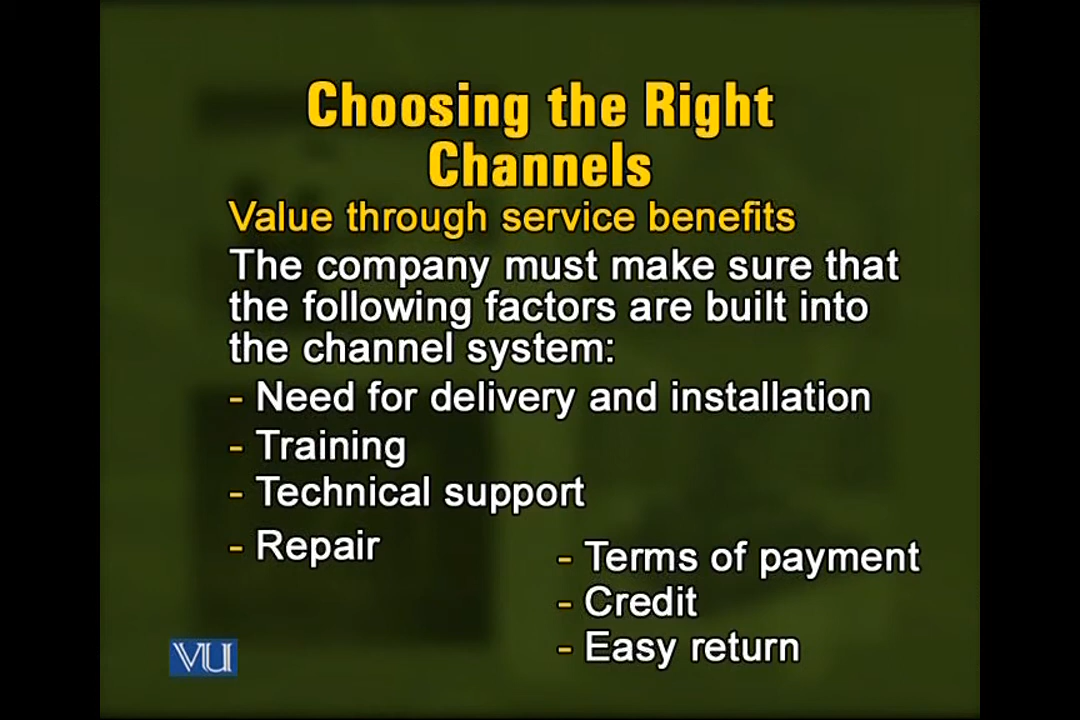 Choosing the Right
Channels
Value through service benefits
The company must make sure that
the following factors are built into
the channel system:
- Need for delivery and installation
- Training
- Technical support
- Repair
- Terms of payment
- Credit
- Easy return
VU